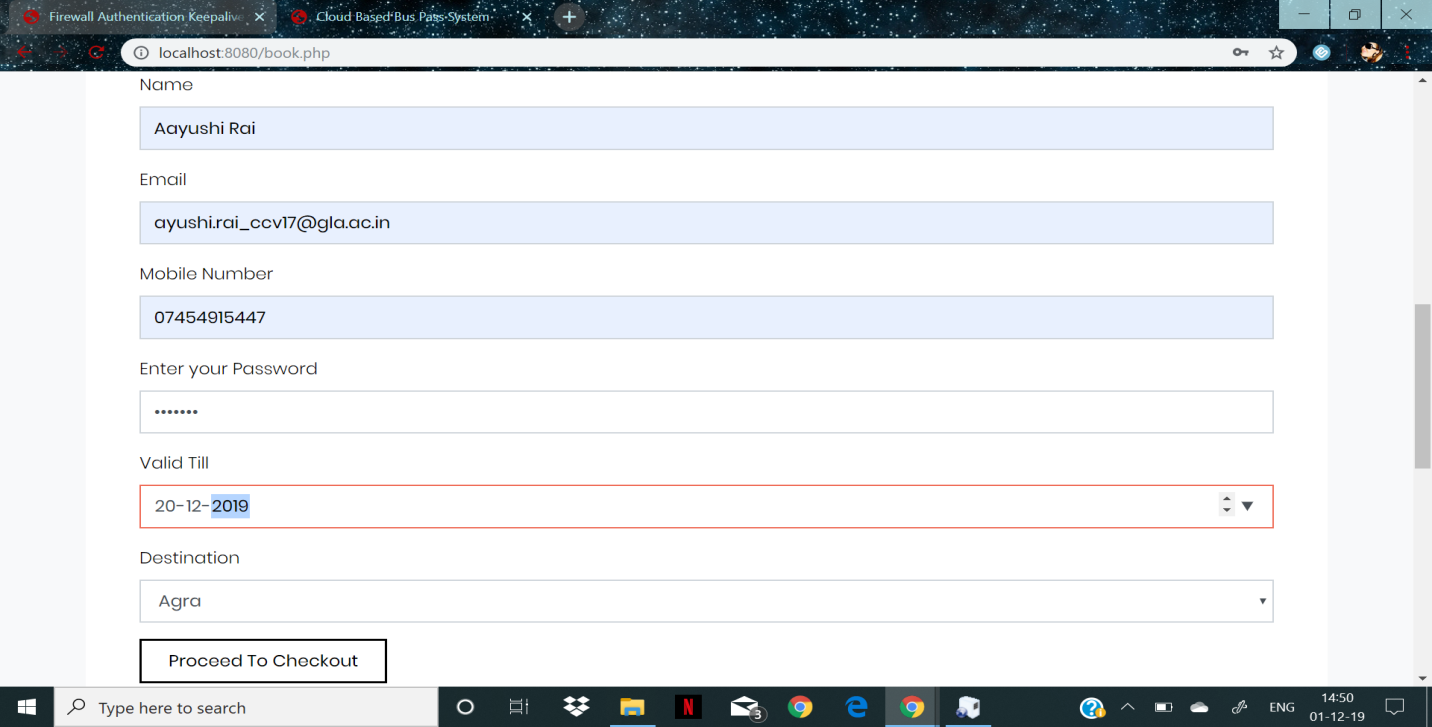 Firewall Authentication Keepalive
Cloud Based Bus Pass System
localhost:8080/book.php
Name
Aayushi Rai
Email
ayushi.rai_ccv17@gla.ac.in
Mobile Number
07454915447
Enter your Password
•••••••
Valid Till
20-12-2019
Destination
Agra
Proceed To Checkout
Type here to search
N
3
ENG
14:50
01-12-19